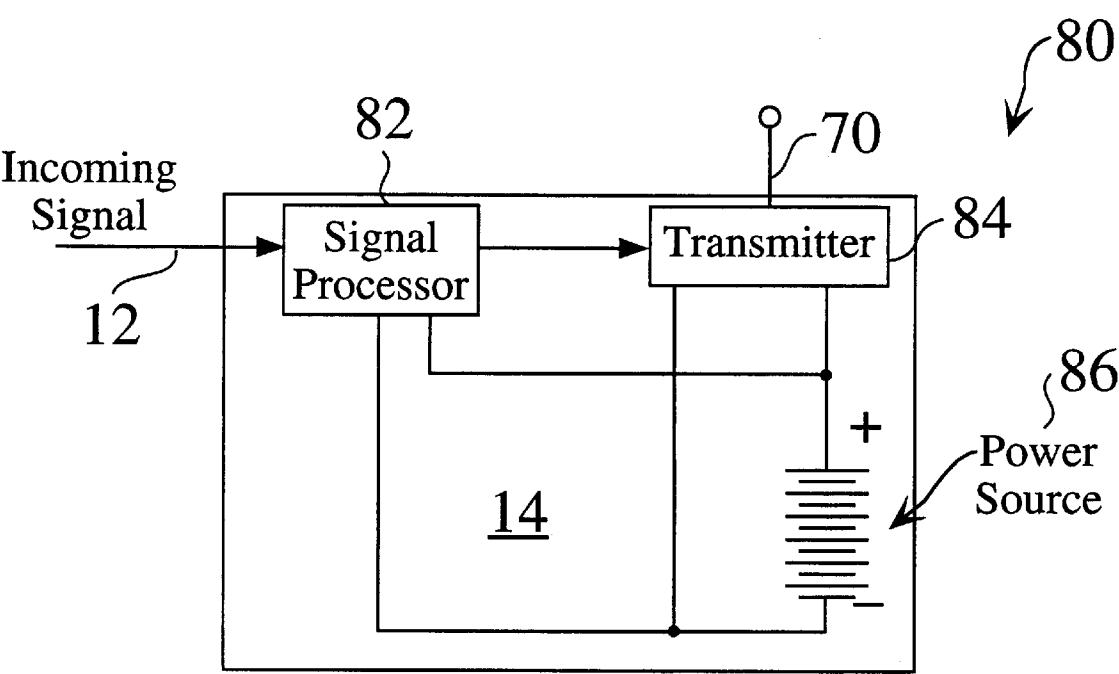 80
82
70
Incoming
Signal
84
Signal
Processor
Transmitter
12
86
+
Power
Source
14
−